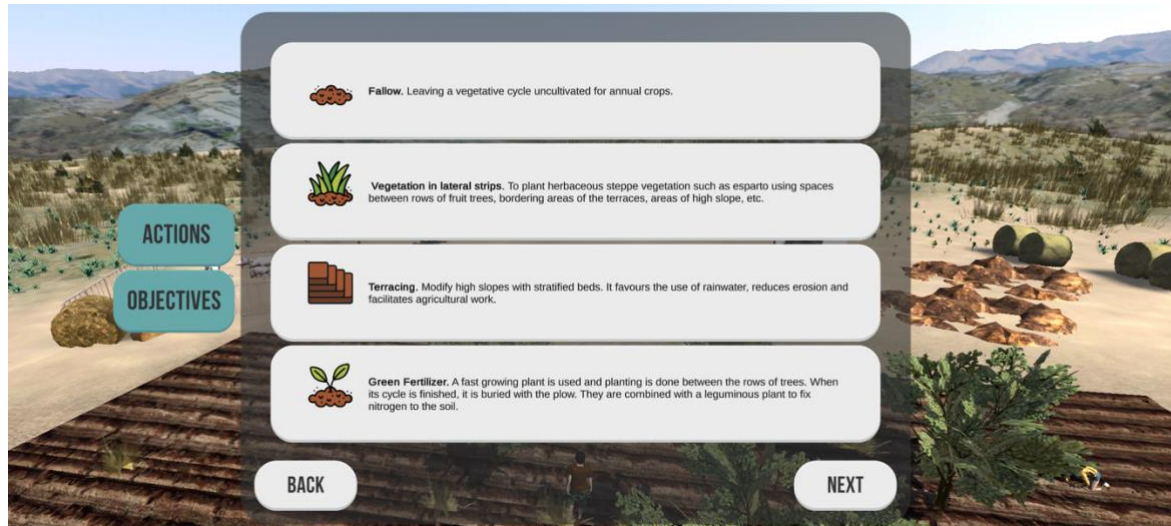 Fallow. Leaving a vegetative cycle uncultivated for annual crops.
Vegetation in lateral strips. To plant herbaceous steppe vegetation such as esparto using spaces
between rows of fruit trees, bordering areas of the terraces, areas of high slope, etc.
ACTIONS
OBJECTIVES
Terracing. Modify high slopes with stratified beds. It favours the use of rainwater, reduces erosion and
facilitates agricultural work.
Green Fertilizer. A fast growing plant is used and planting is done between the rows of trees. When
its cycle is finished, it is buried with the plow. They are combined with a leguminous plant to fix
nitrogen to the soil.
BACK
NEXT